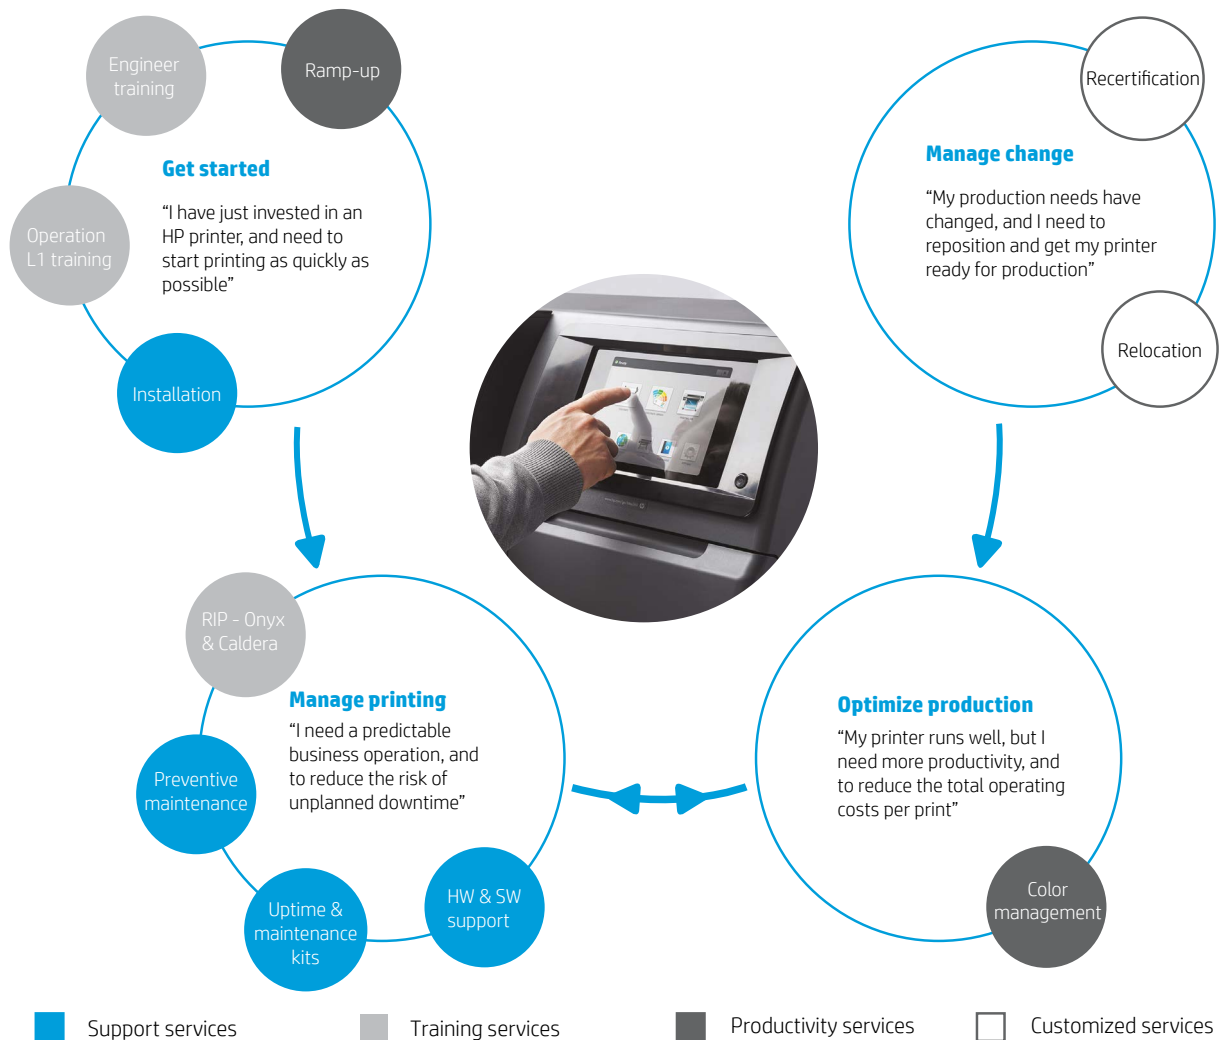 Engineer
training
Ramp-up
Get started
“I have just invested in an
HP printer, and need to
start printing as quickly as
possible”
Operation
L1 training
Installation
Recertification
Manage change
“My production needs have
changed, and I need to
reposition and get my printer
ready for production”
Relocation
RIP - Onyx
& Caldera
Manage printing
“I need a predictable
business operation, and
to reduce the risk of
unplanned downtime”
Preventive
maintenance
Uptime &
maintenance
kits
HW & SW
support
Optimize production
“My printer runs well, but I
need more productivity, and
to reduce the total operating
costs per print”
Color
management
Support services
Training services
Productivity services
Customized services